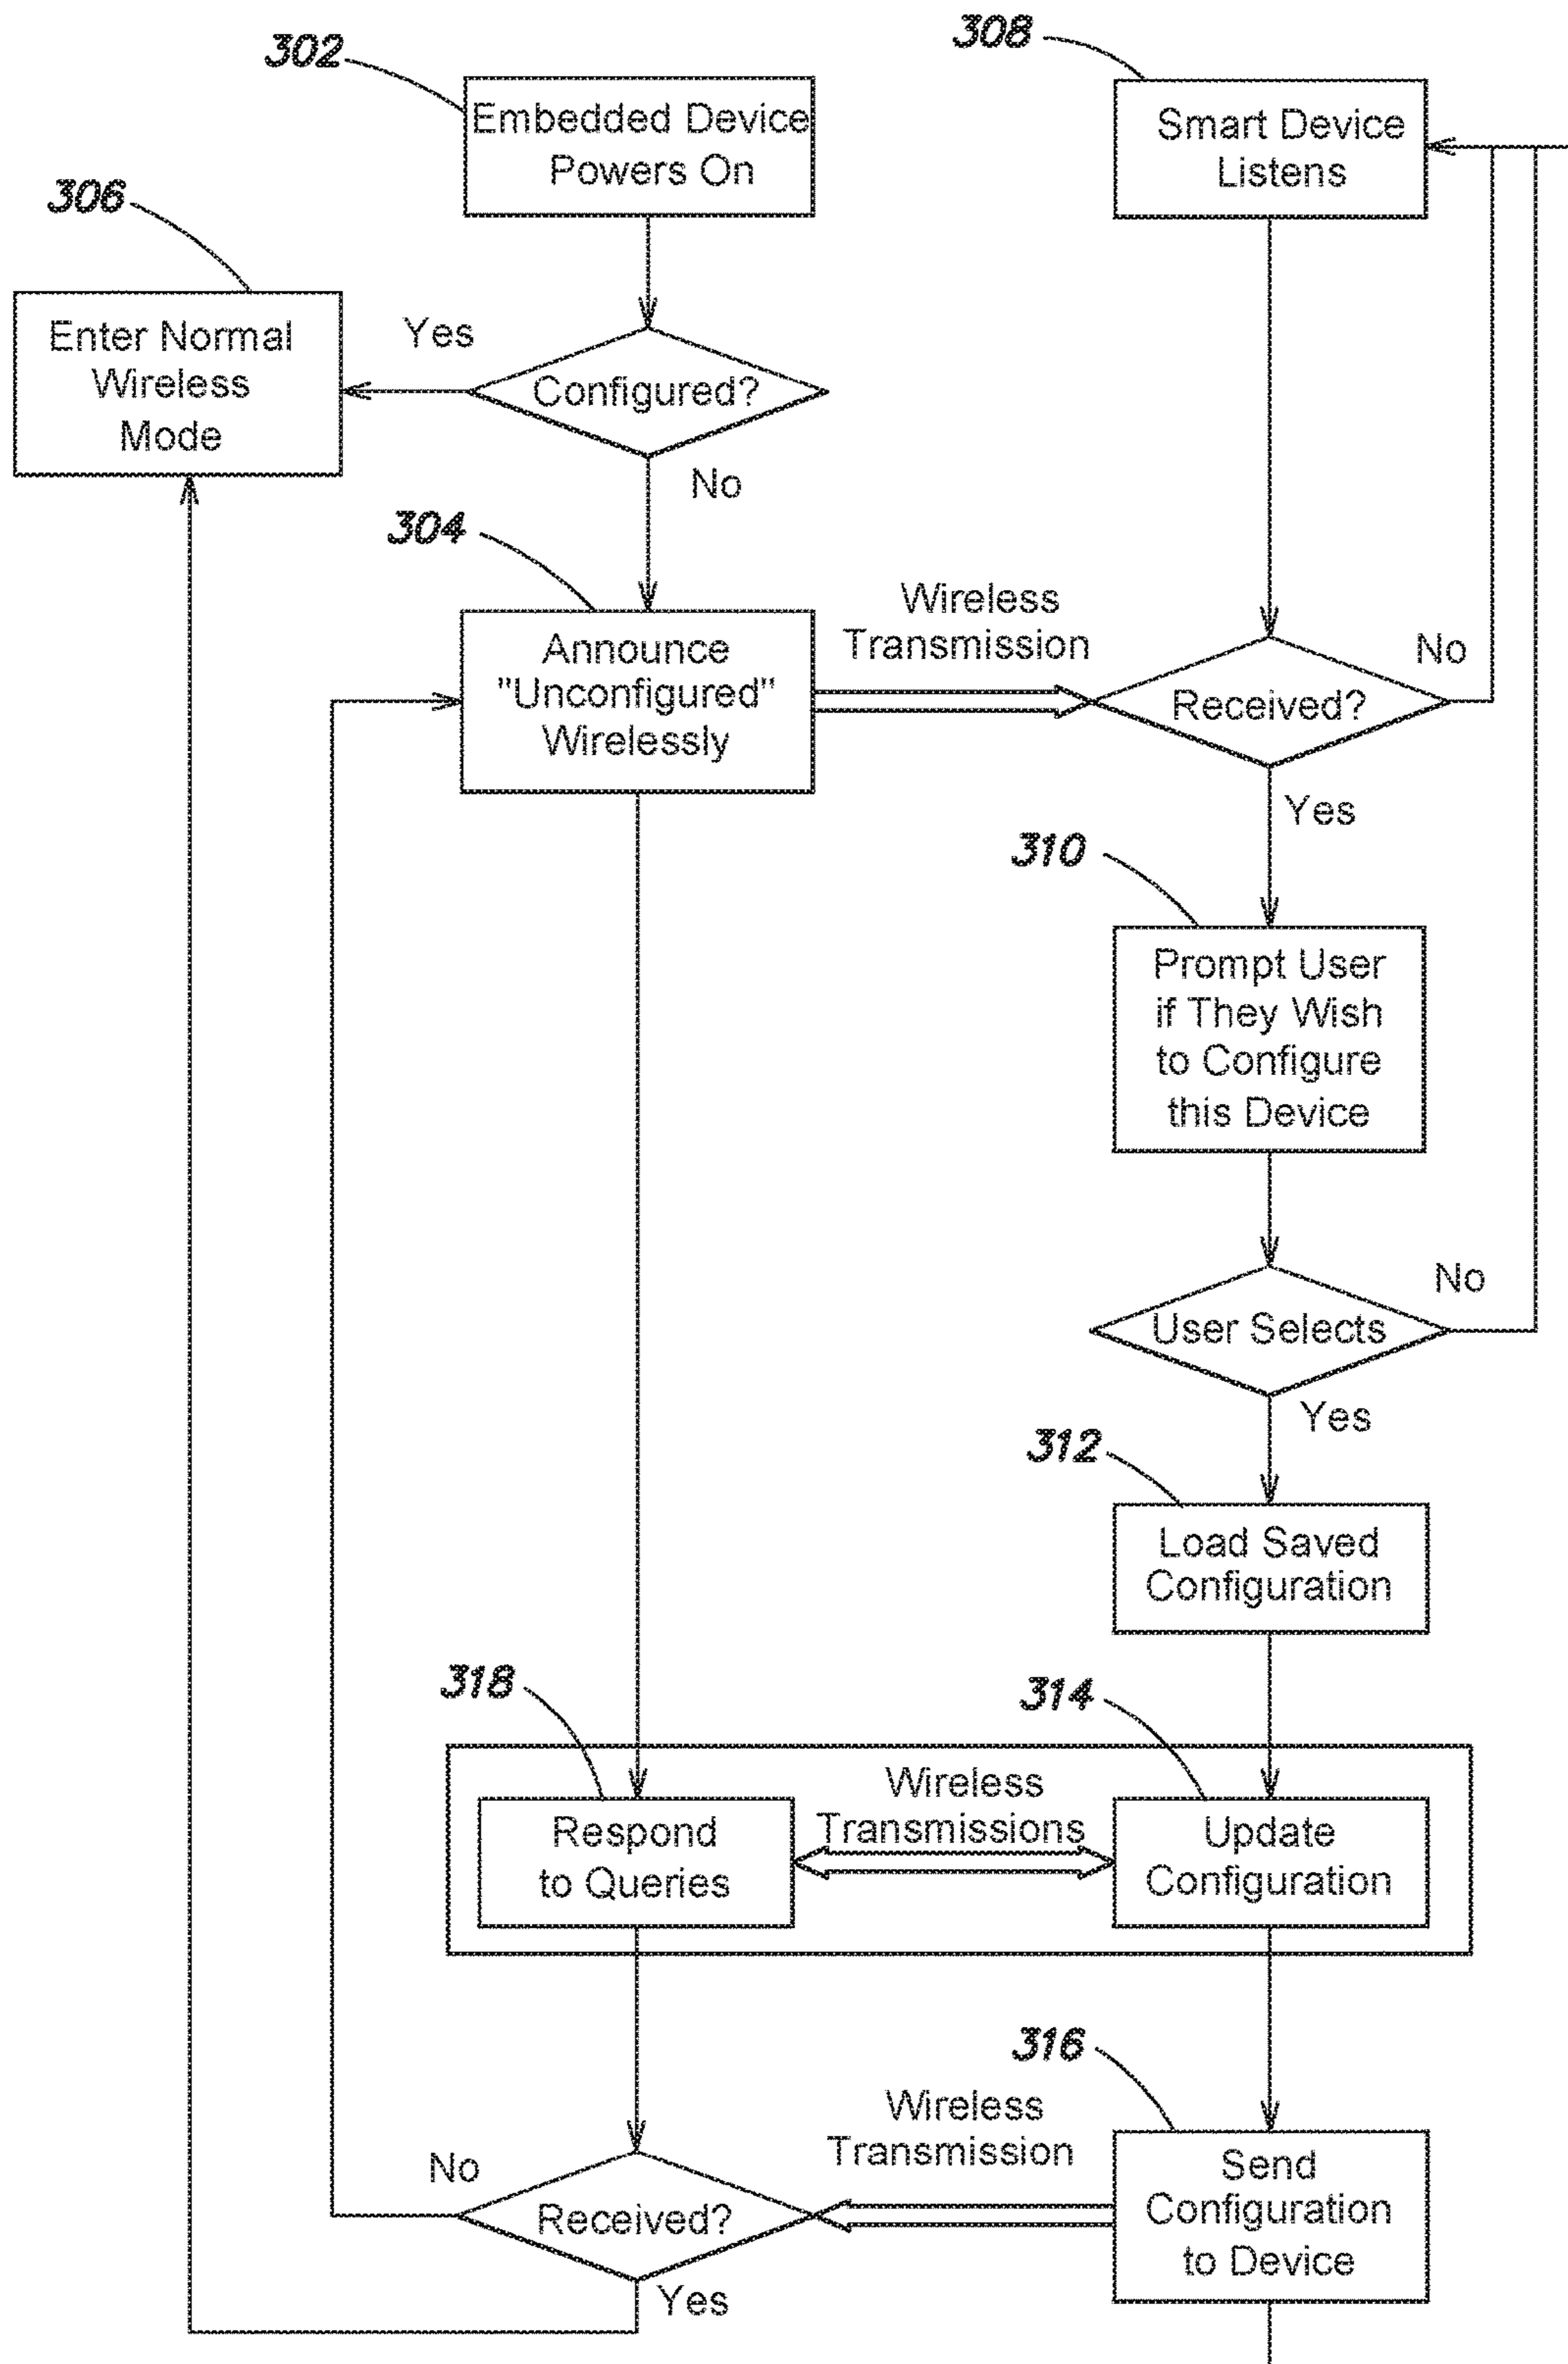 302
308
Embedded Device
Powers On
Smart Device
Listens
306
Enter Normal
Wireless
Mode
Yes
Configured?
No
304
Announce
"Unconfigured"
Wirelessly
Wireless
Transmission
Received?
No
Yes
310
Prompt User
if They Wish
to Configure
this Device
User Selects
No
Yes
312
Load Saved
Configuration
318
314
Respond
to Queries
Wireless
Transmissions
Update
Configuration
316
Wireless
Transmission
Send
Configuration
to Device
No
Received?
Yes